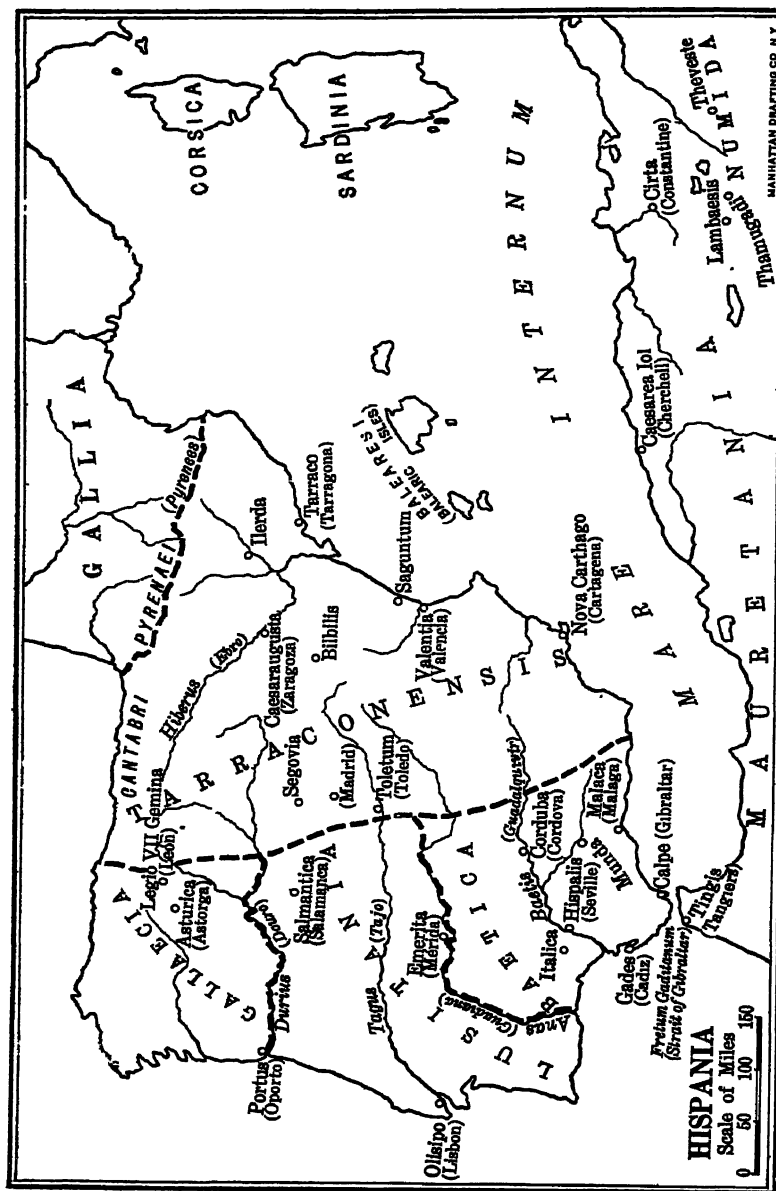 CORSICA
SARDINIA
GALLIA
PYRENAEI
(Pyrenees)
CANTABRI
Hiberus (Ebro)
Ilerda
Tarraco
(Tarragona)
BALEARES I
(BALEARIC
ISLES)
Caesaraugusta
(Zaragoza)
Bilbilis
Saguntum
Valentia
Valencia)
TARRACONENSIS
Legio VII Gemina
(León)
Asturica
(Astorga)
GALLAECIA
Segovia
(Madrid)
Toletum
(Toledo)
Salmantica
(Salamanca)
Portus
(Oporto)
Durius
(Douro)
Tagus
(Tajo)
LUSITANIA
Olisipo
(Lisbon)
Emerita
(Mérida)
Anas
(Guadiana)
BAETICA
Italica
Hispalis
(Seville)
Baetis
(Guadalquevir)
Corduba
(Cordova)
Munda
Malaca
(Malaga)
Nova Carthago
(Cartagena)
Gades
(Cadiz)
Calpe (Gibraltar)
Fretum Gaditanum
(Strait of Gibraltar)
Tingis
Tangiers)
MARE INTERNUM
MAURETANIA
Caesarea Iol
(Cherchell)
Cirta
(Constantine)
Lambaesis
Thamugadi
Theveste
NUMIDA
HISPANIA
Scale of Miles
0 50 100 150
MANHATTAN DRAFTING CO. N.Y.